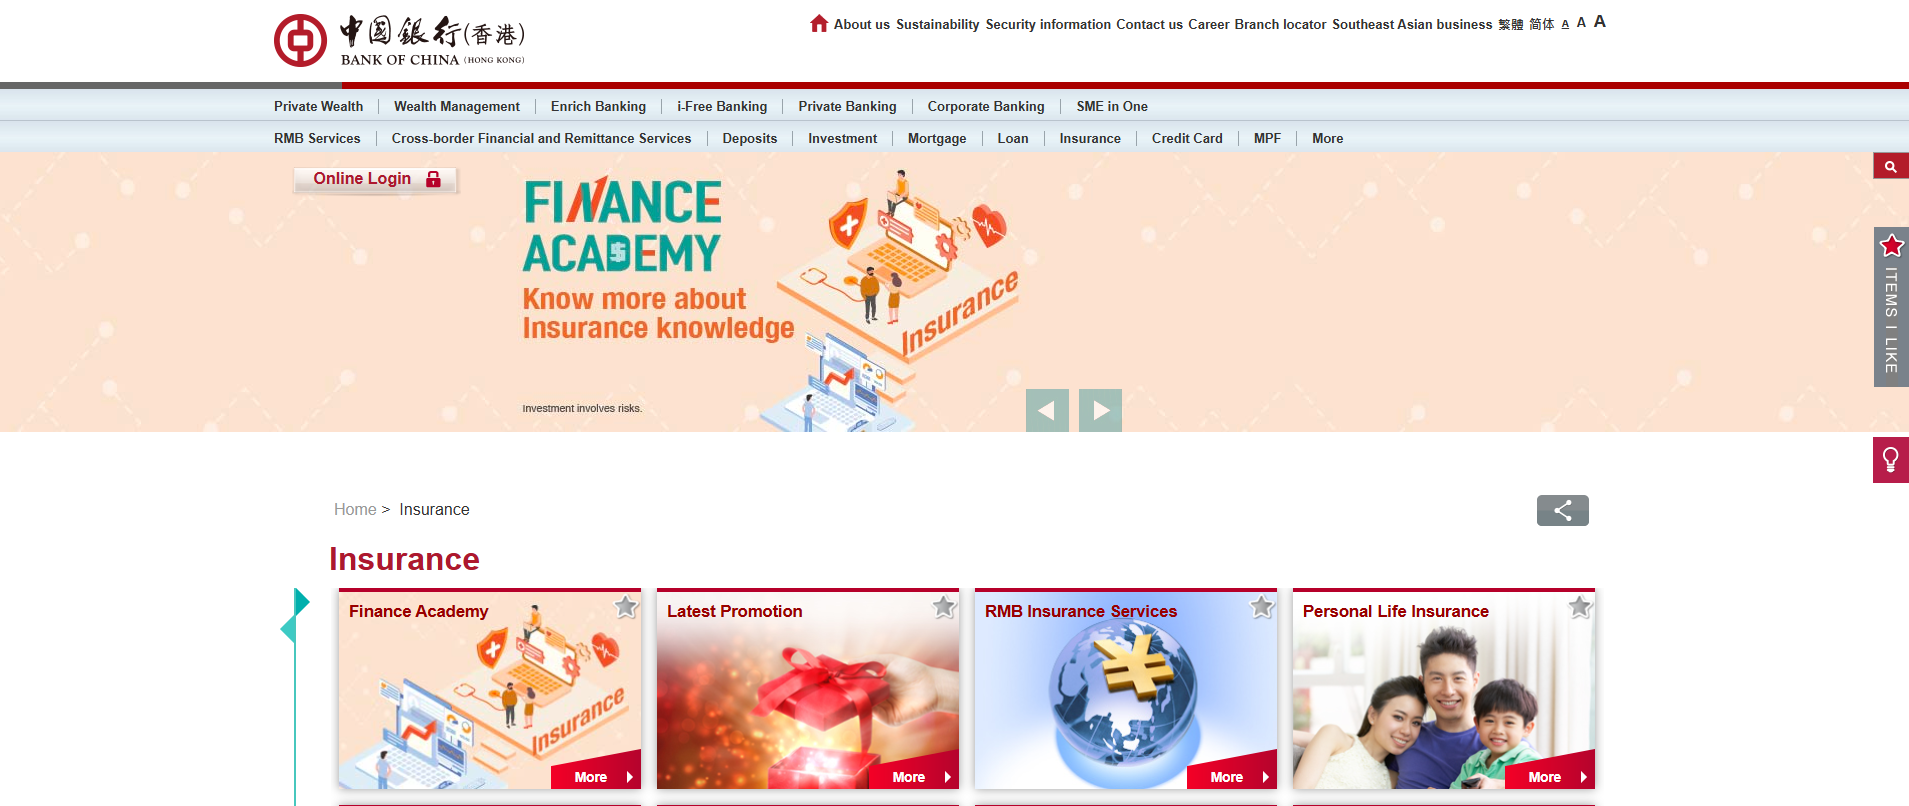 中国銀行(香港)
BANK OF CHINA (HONG KONG)
About us Sustainability Security information Contact us Career Branch locator Southeast Asian business 繁體 简体 A A A
Private Wealth Wealth Management Enrich Banking i-Free Banking Private Banking Corporate Banking SME in One
RMB Services Cross-border Financial and Remittance Services Deposits Investment Mortgage Loan Insurance Credit Card MPF More
Online Login
FINANCE
ACADEMY
Know more about
Insurance knowledge
Insurance
Investment involves risks.
ITEMS I LIKE
Home > Insurance
Insurance
Finance Academy
Insurance
More
Latest Promotion
More
RMB Insurance Services
More
Personal Life Insurance
More